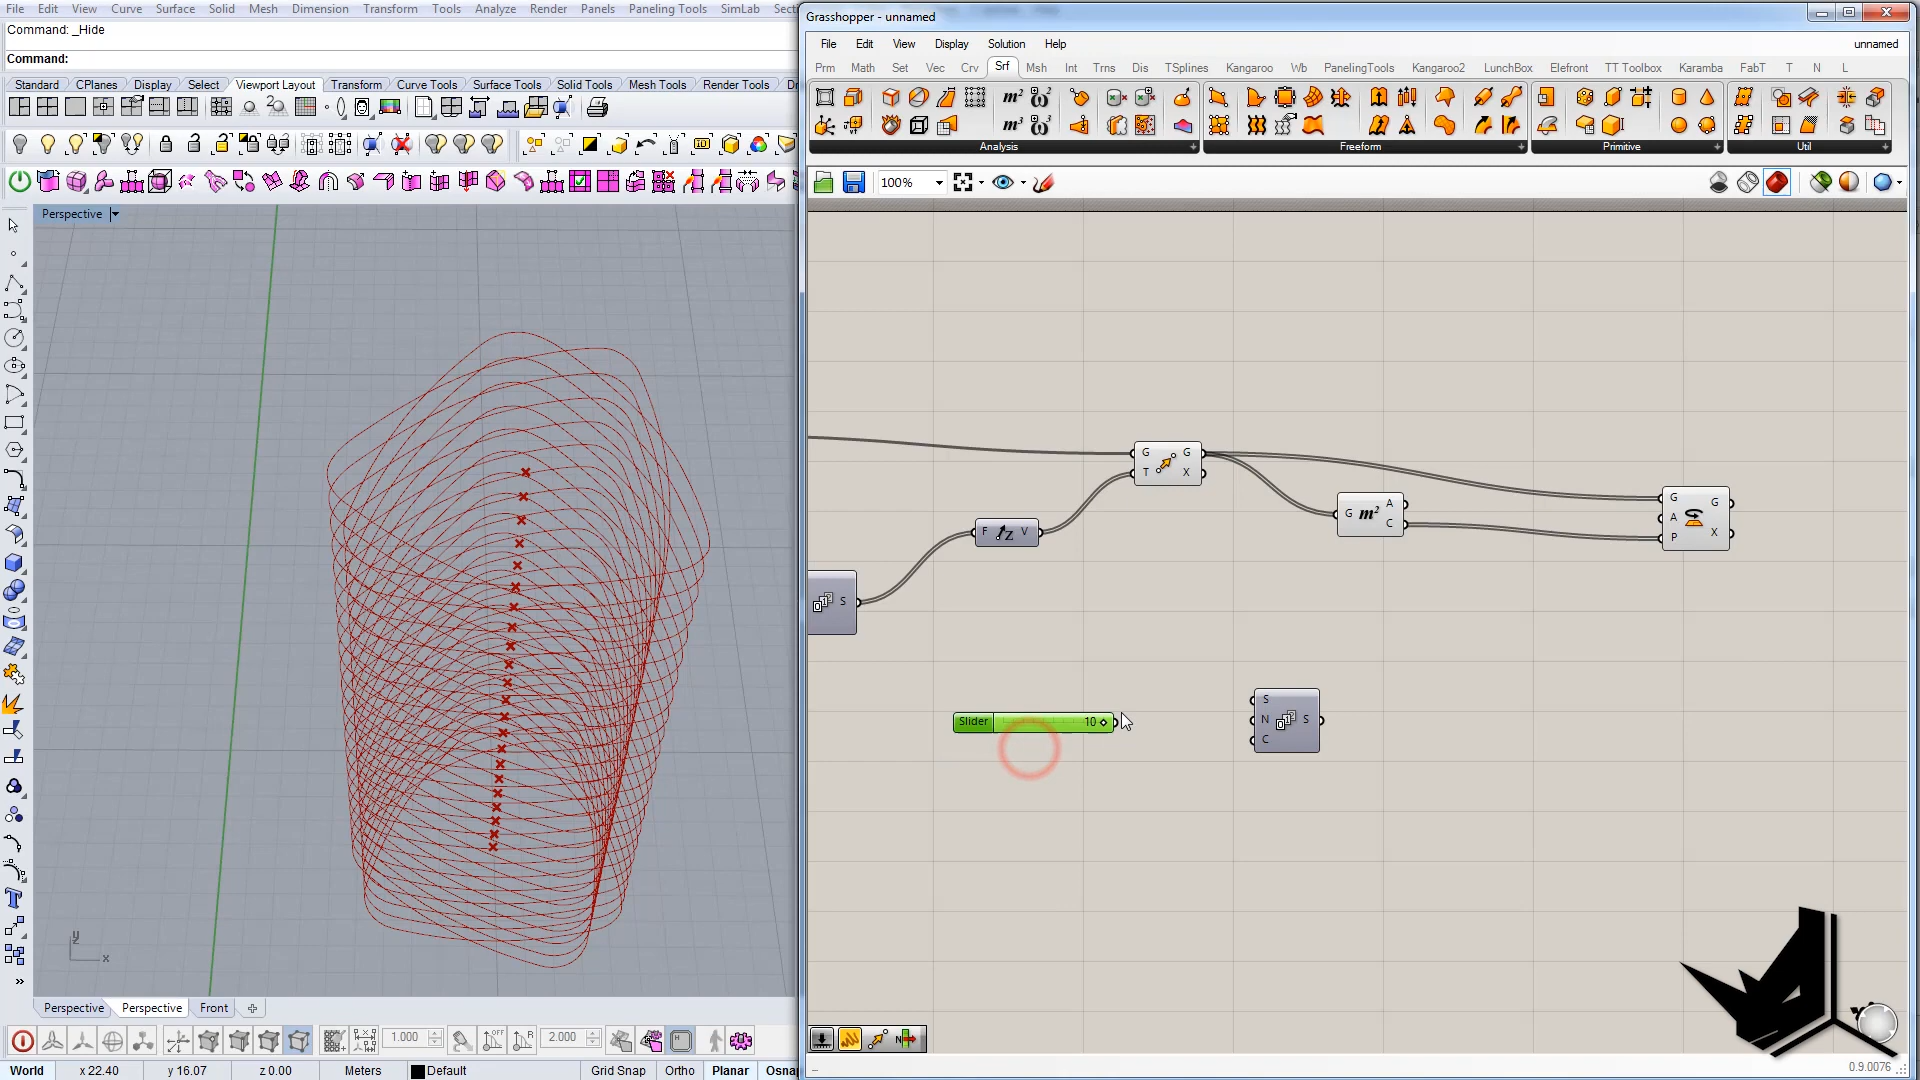 File Edit View Curve Surface Solid Mesh Dimension Transform Tools Analyze Render Panels Paneling Tools SimLab
Command: _Hide
Command:
Standard CPlanes Display Select Viewport Layout Transform Curve Tools Surface Tools Solid Tools Mesh Tools Render Tools
Perspective
y
x
Perspective Perspective Front
1.000 2.000
World x 22.40 y 16.07 z 0.00 Meters Default Grid Snap Ortho Planar
Grasshopper - unnamed
File Edit View Display Solution Help unnamed
Prm Math Set Vec Crv Srf Msh Int Trns Dis TSplines Kangaroo Wb PanelingTools Kangaroo2 LunchBox Elefront TT Toolbox Karamba FabT T N L
m² m³
Analysis Freeform Primitive Util
100%
G T G X
F Z V
S
G m² A C
G A P G X
Slider 10
S N C S
0.9.0076